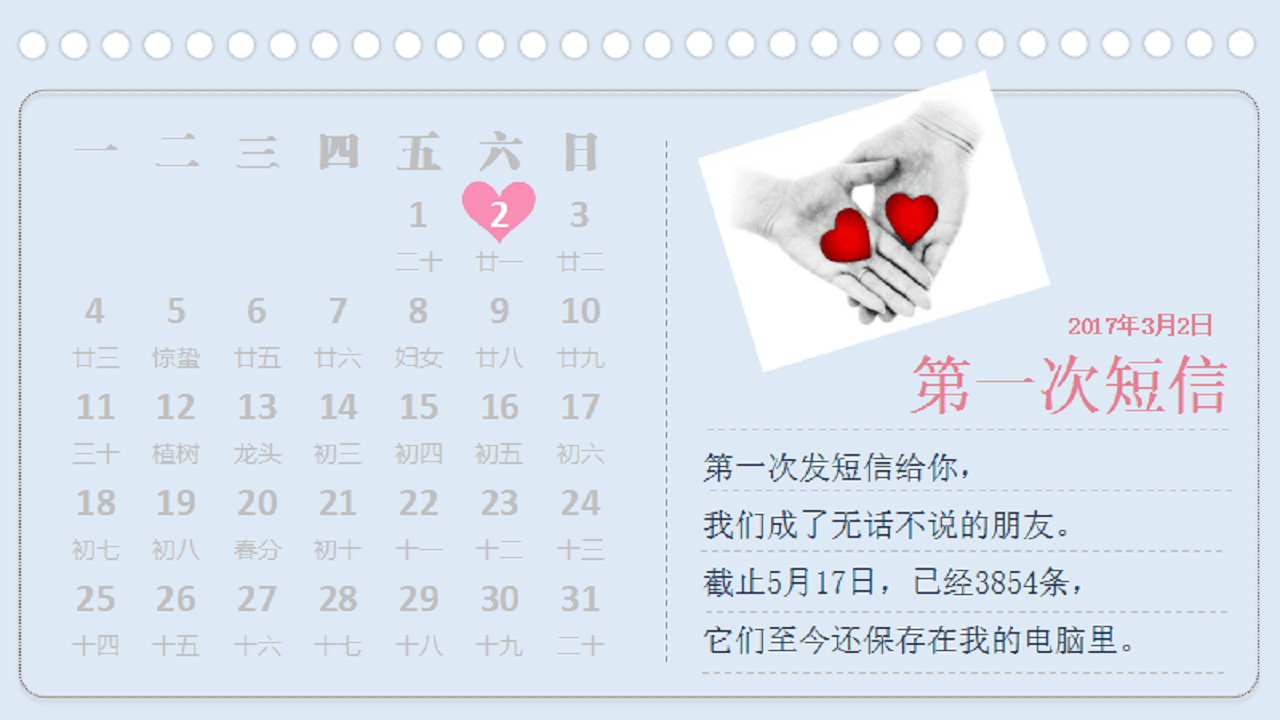 一 二 三 四 五 六 日
1 2 3
二十 廿一 廿二
4 5 6 7 8 9 10
廿三 惊蛰 廿五 廿六 妇女 廿八 廿九
11 12 13 14 15 16 17
三十 植树 龙头 初三 初四 初五 初六
18 19 20 21 22 23 24
初七 初八 春分 初十 十一 十二 十三
25 26 27 28 29 30 31
十四 十五 十六 十七 十八 十九 二十
2017年3月2日
第一次短信
第一次发短信给你，
我们成了无话不说的朋友。
截止5月17日，已经3854条，
它们至今还保存在我的电脑里。